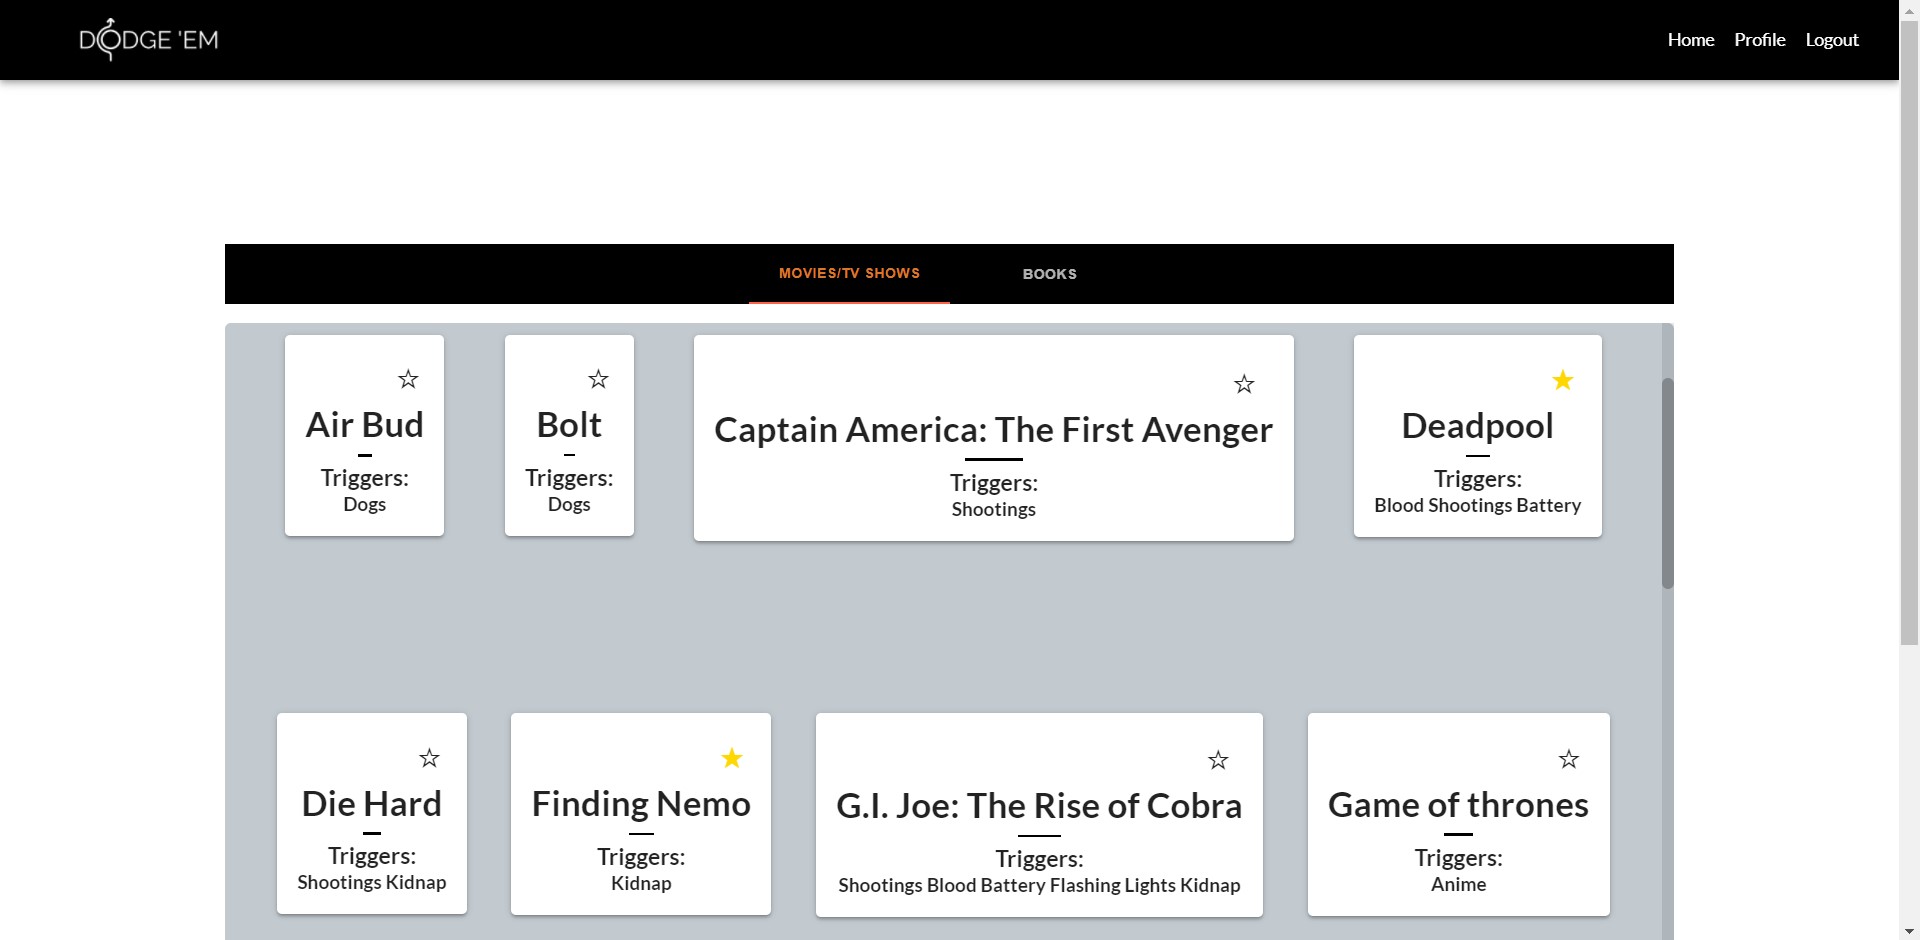 DODGE 'EM
Home Profile Logout
MOVIES/TV SHOWS BOOKS
Air Bud
Triggers:
Dogs
Bolt
Triggers:
Dogs
Captain America: The First Avenger
Triggers:
Shootings
Deadpool
Triggers:
Blood Shootings Battery
Die Hard
Triggers:
Shootings Kidnap
Finding Nemo
Triggers:
Kidnap
G.I. Joe: The Rise of Cobra
Triggers:
Shootings Blood Battery Flashing Lights Kidnap
Game of thrones
Triggers:
Anime